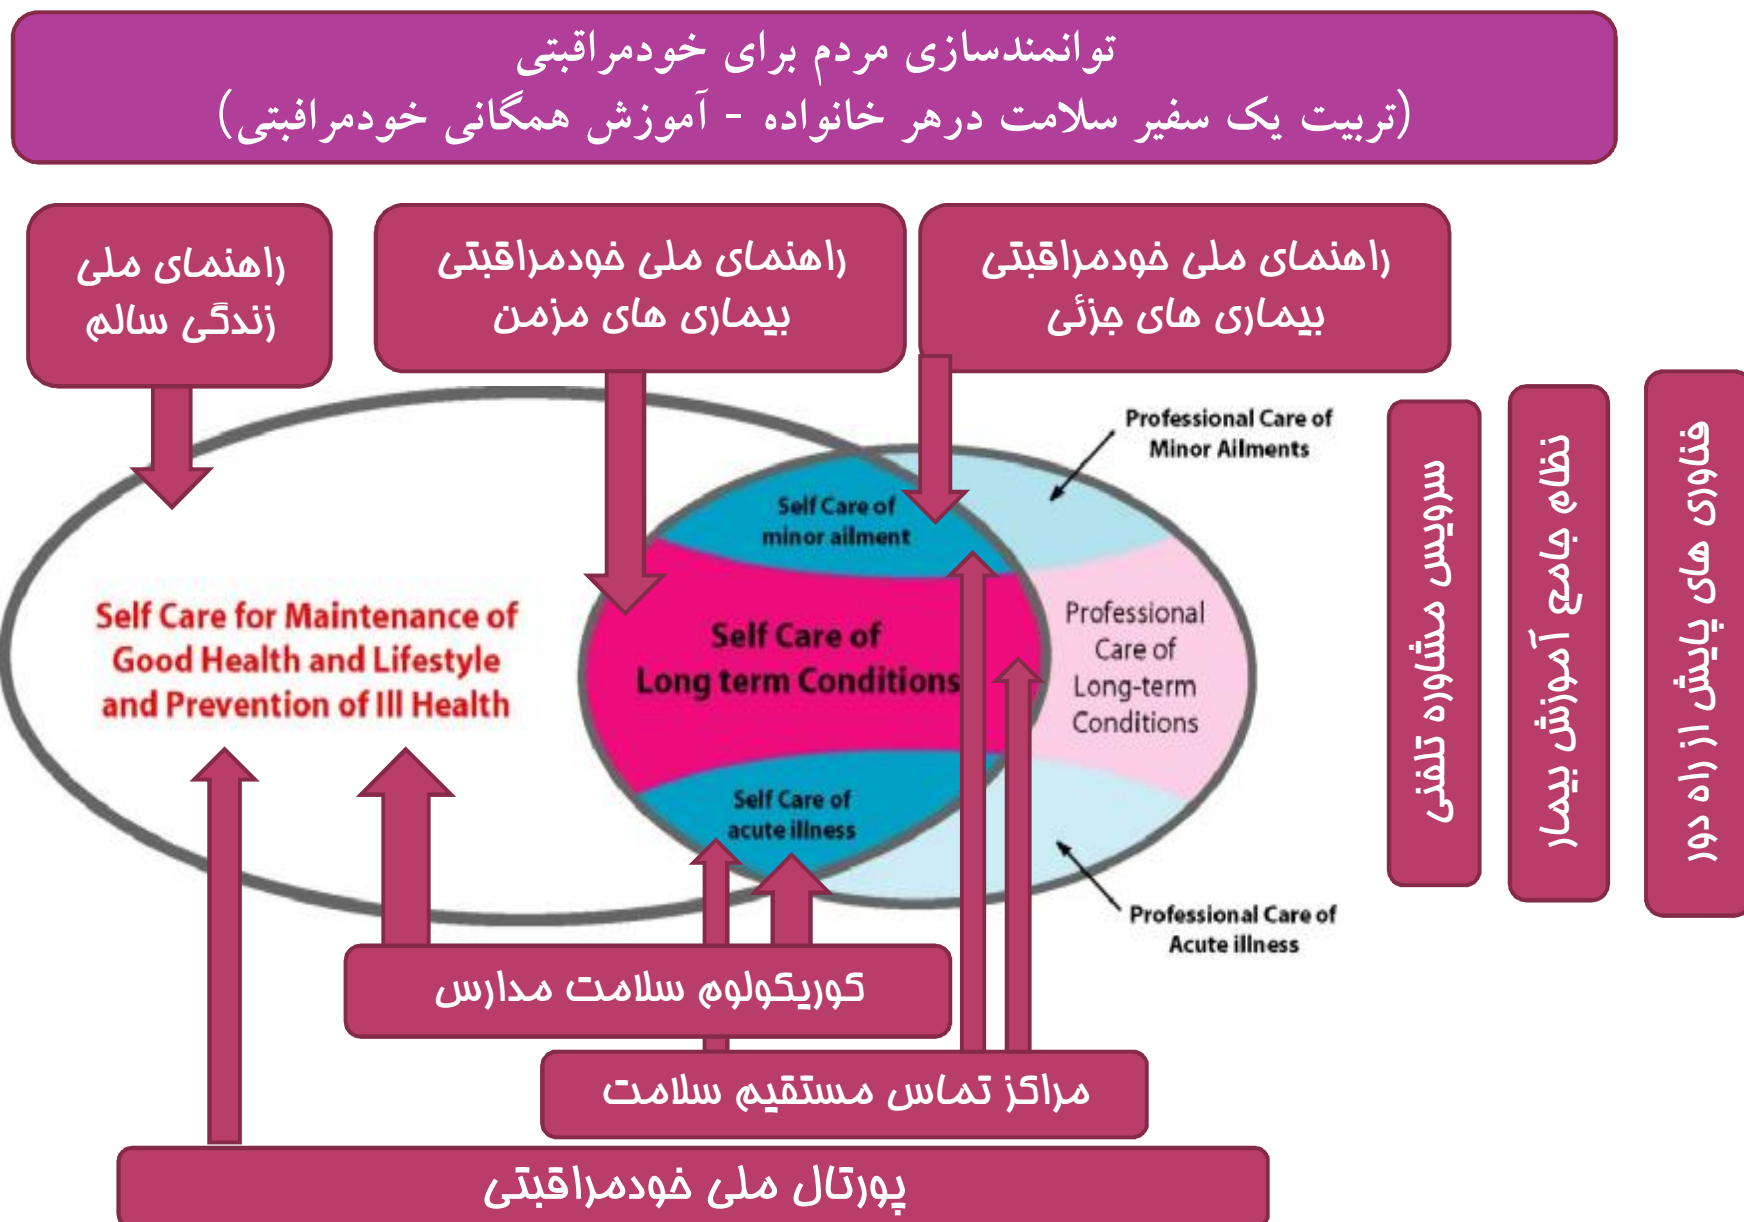 توانمندسازی مردم برای خودمراقبتی
(تربیت یک سفیر سلامت درهر خانواده - آموزش همگانی خودمرافبتی)
راهنمای ملی خودمراقبتی
بیماری های جزئی
راهنمای ملی خودمراقبتی
بیماری های مزمن
راهنمای ملی
زندگی سالم
Professional Care of
Minor Ailments
Self Care of
minor ailment
Self Care for Maintenance of
Good Health and Lifestyle
and Prevention of Ill Health
Self Care of
Long term Conditions
Professional
Care of
Long-term
Conditions
Self Care of
acute illness
Professional Care of
Acute illness
فناوری های پایش از راه دور
نظام جامع آموزش بیمار
سرویس مشاوره تلفنی
کوریکولوم سلامت مدارس
مراکز تماس مستقیم سلامت
پورتال ملی خودمراقبتی